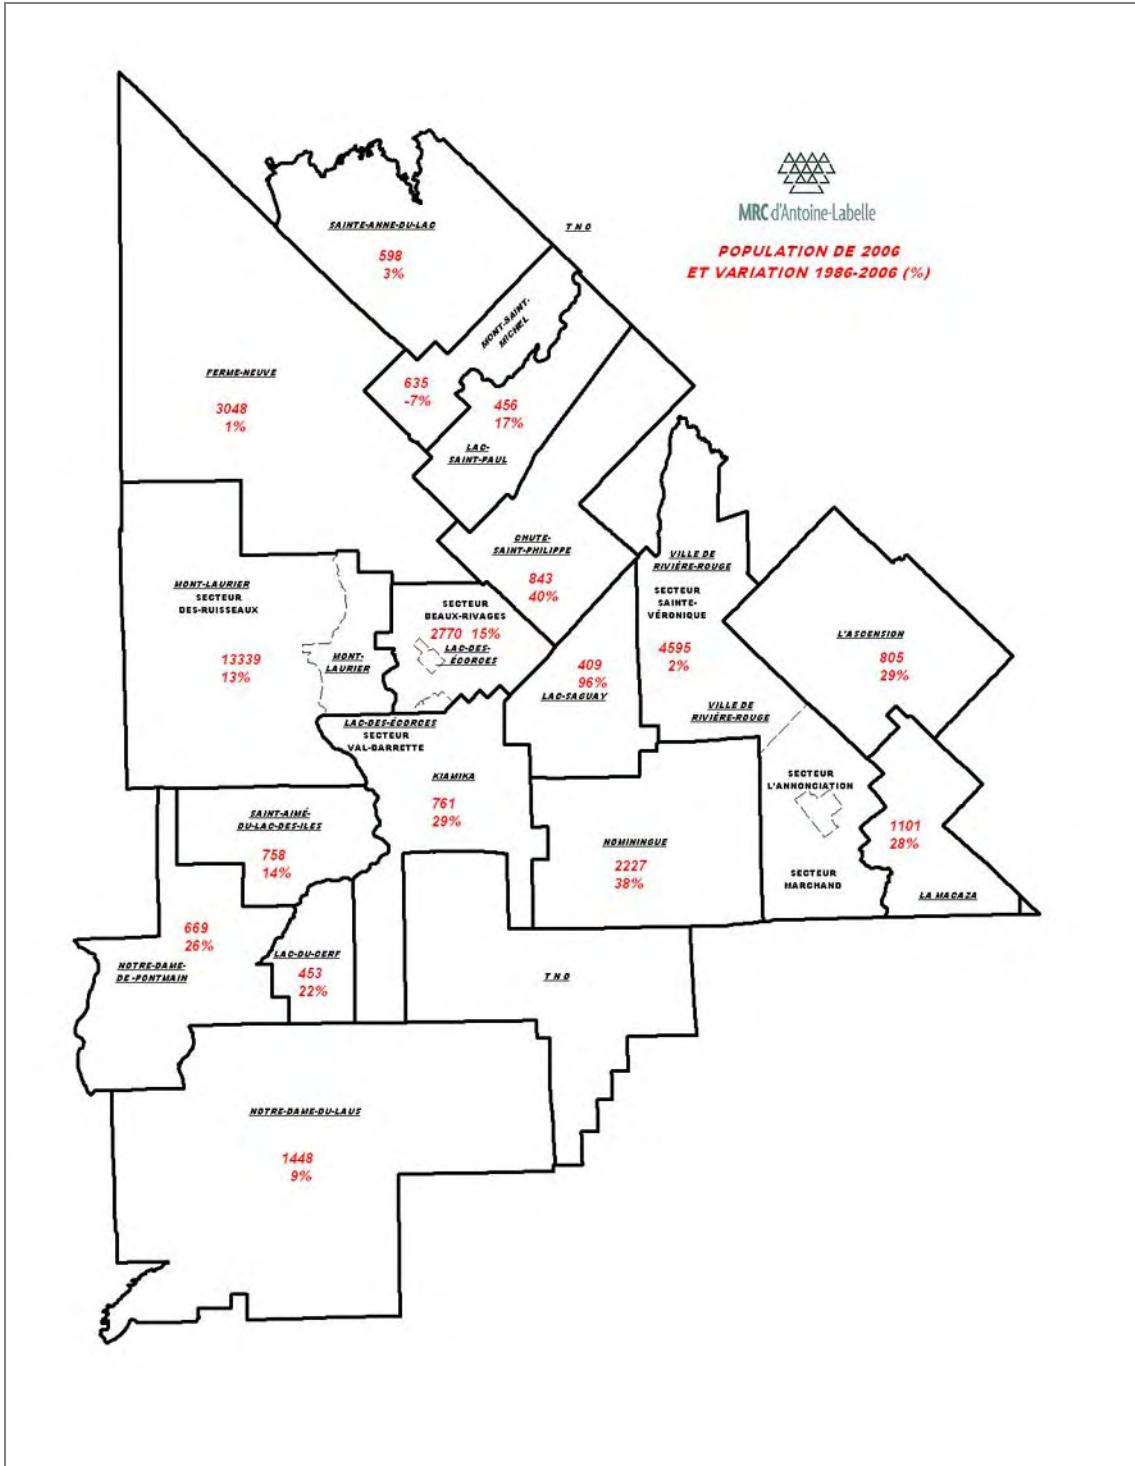 MRC d'Antoine-Labelle
POPULATION DE 2006
ET VARIATION 1986-2006 (%)
SAINTE-ANNE-DU-LAC
598
3%
T N O
MONT-SAINT-
MICHEL
635
-7%
FERME-NEUVE
3048
1%
456
17%
LAC-
SAINT-PAUL
CHUTE-
SAINT-PHILIPPE
843
40%
MONT-LAURIER
SECTEUR
DES-RUISSEAUX
13339
13%
MONT-
LAURIER
SECTEUR
BEAUX-RIVAGES
2770 15%
LAC-DES-
ÉCORCES
VILLE DE
RIVIÈRE-ROUGE
SECTEUR
SAINTE-
VÉRONIQUE
4595
2%
L'ASCENSION
805
29%
409
96%
LAC-SAGUAY
VILLE DE
RIVIÈRE-ROUGE
LAC-DES-ÉCORCES
SECTEUR
VAL-BARRETTE
KIAMIKA
761
29%
SECTEUR
L'ANNONCIATION
SAINT-AIMÉ-
DU-LAC-DES-ILES
758
14%
NOMININGUE
2227
38%
1101
28%
SECTEUR
MARCHAND
LA MACAZA
669
26%
NOTRE-DAME-
DE -PONTMAIN
LAC-DU-CERF
453
22%
T N O
NOTRE-DAME-DU-LAUS
1448
9%